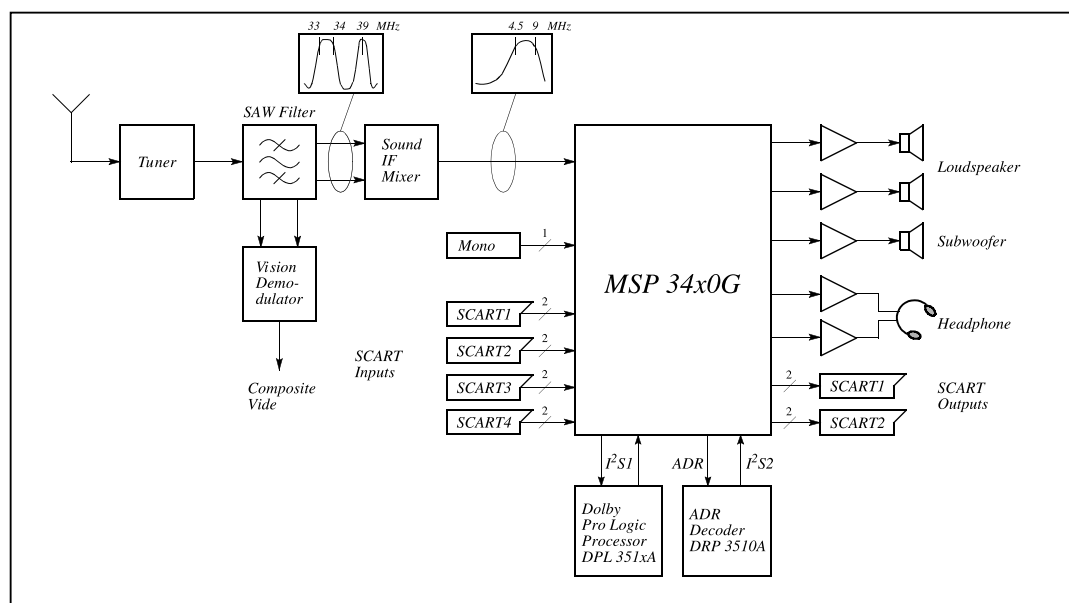 33 34 39 MHz
4.5 9 MHz
SAW Filter
Tuner
Sound
IF
Mixer
Loudspeaker
Mono
1
Subwoofer
Vision
Demo-
dulator
MSP 34x0G
SCART1
2
SCART2
2
SCART3
2
SCART4
2
SCART
Inputs
Headphone
Composite
Vide
2
SCART1
2
SCART2
SCART
Outputs
I²S1
ADR
I²S2
Dolby
Pro Logic
Processor
DPL 351xA
ADR
Decoder
DRP 3510A